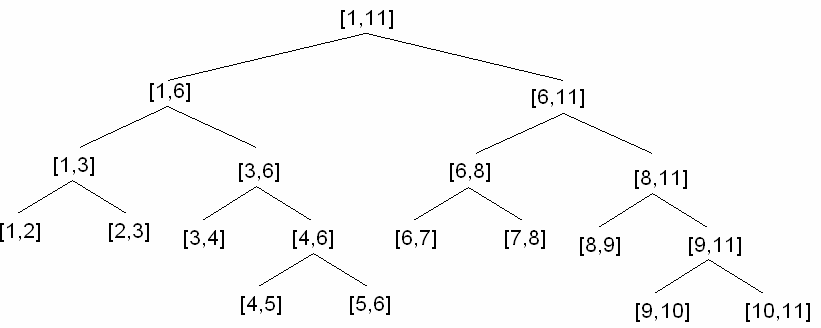 [1,11]
[1,6] [6,11]
[1,3] [3,6] [6,8] [8,11]
[1,2] [2,3] [3,4] [4,6] [6,7] [7,8] [8,9] [9,11]
[4,5] [5,6] [9,10] [10,11]